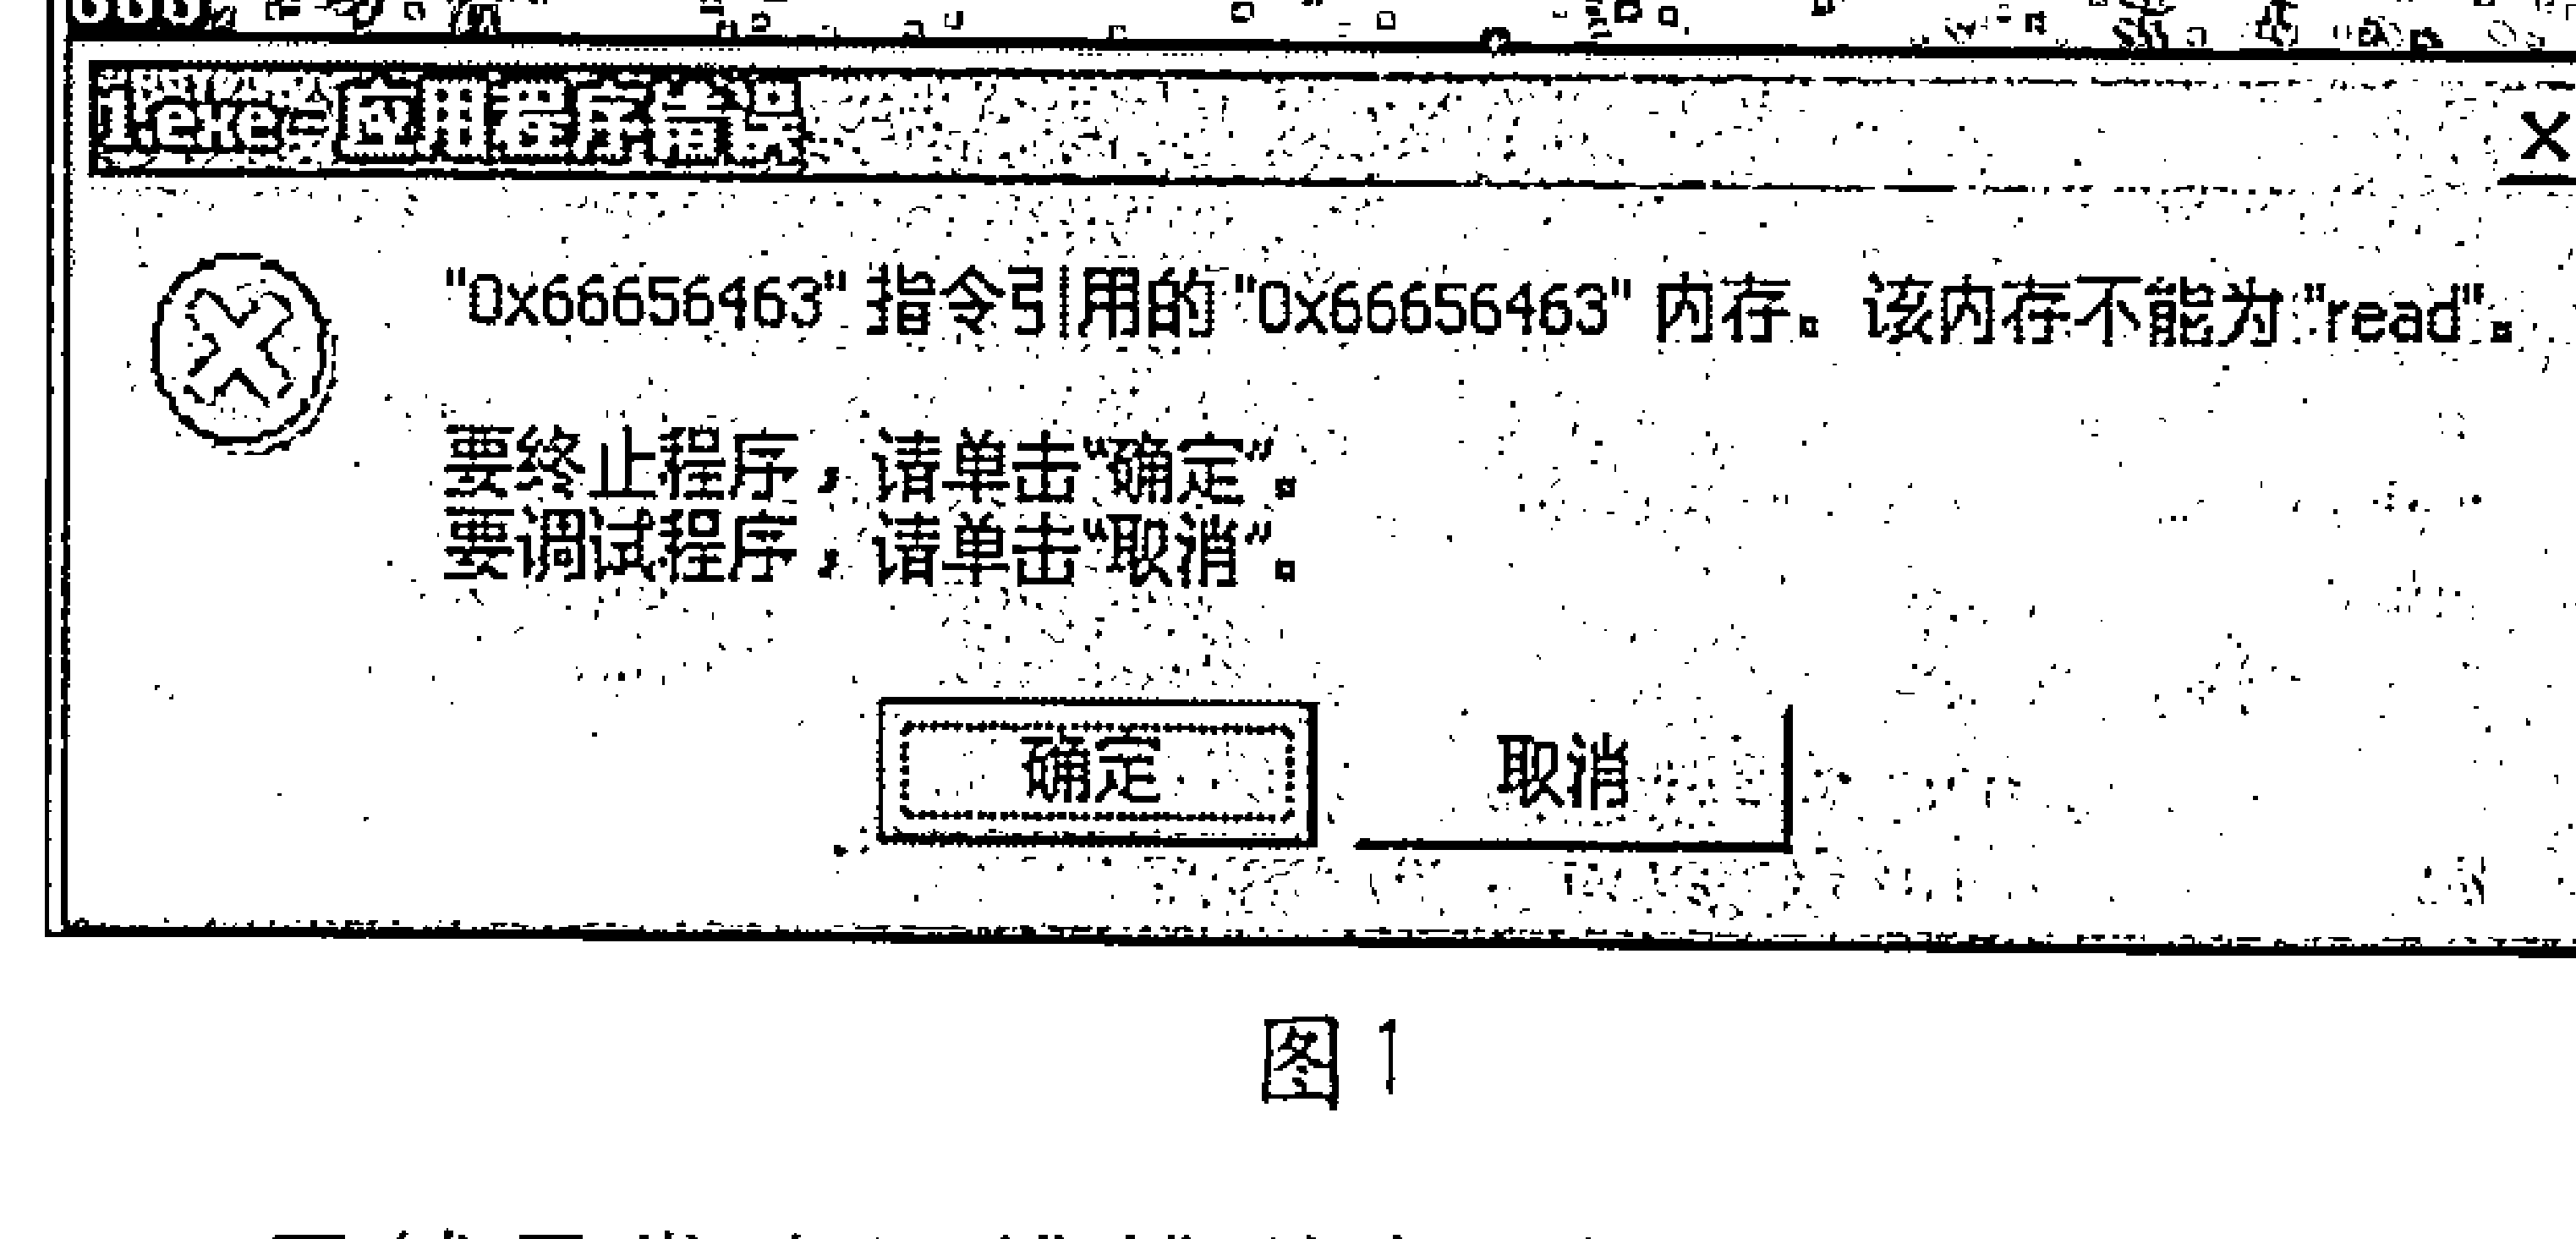 1.exe - 应用程序错误
"0x66656463" 指令引用的 "0x66656463" 内存。该内存不能为 "read"。
要终止程序，请单击“确定”。
要调试程序，请单击“取消”。
确定 取消
图 1